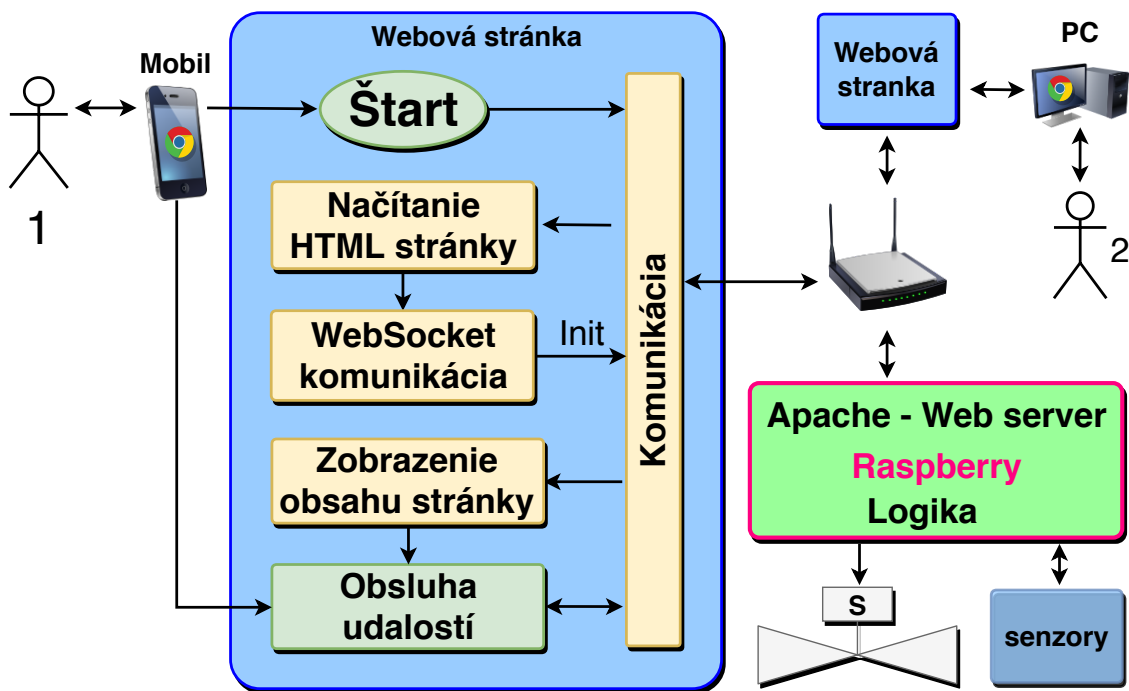 Webová stránka
Mobil
Štart
1
Načítanie
HTML stránky
WebSocket
komunikácia
Init
Zobrazenie
obsahu stránky
Obsluha
udalostí
Komunikácia
Webová
stranka
PC
2
Apache - Web server
Raspberry
Logika
S
senzory